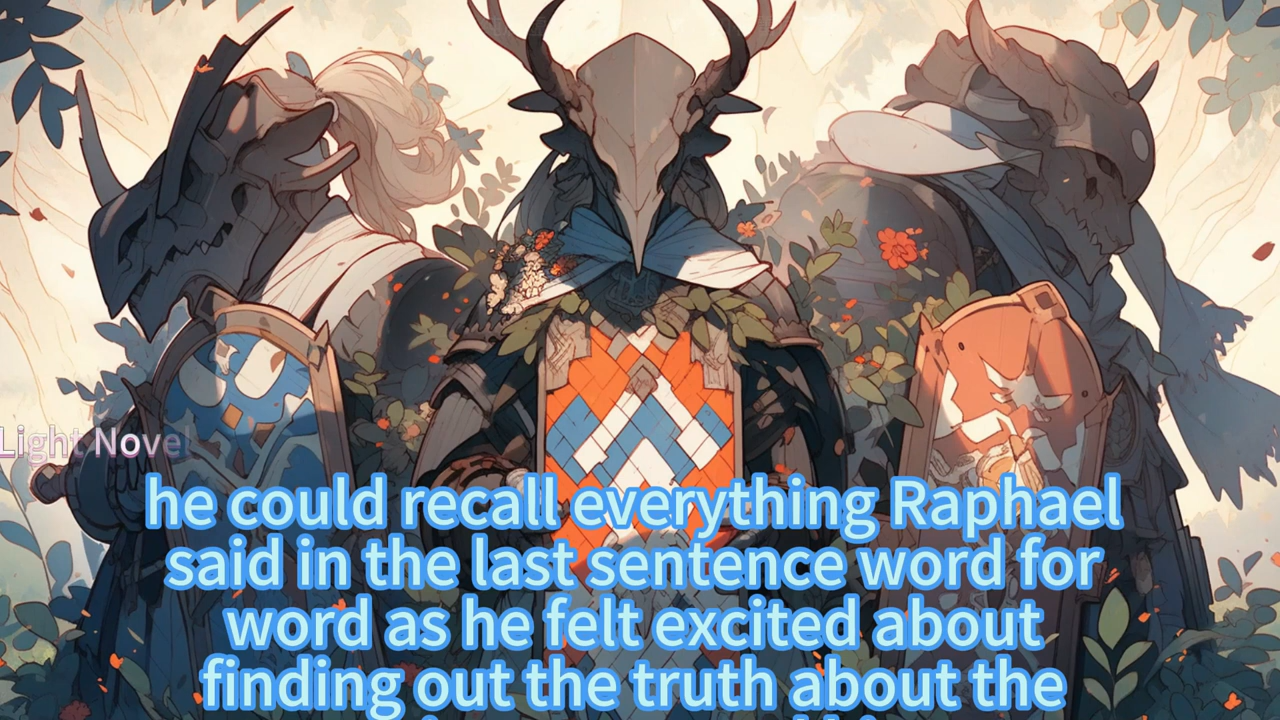 Light Novel
he could recall everything Raphael
said in the last sentence word for
word as he felt excited about
finding out the truth about the